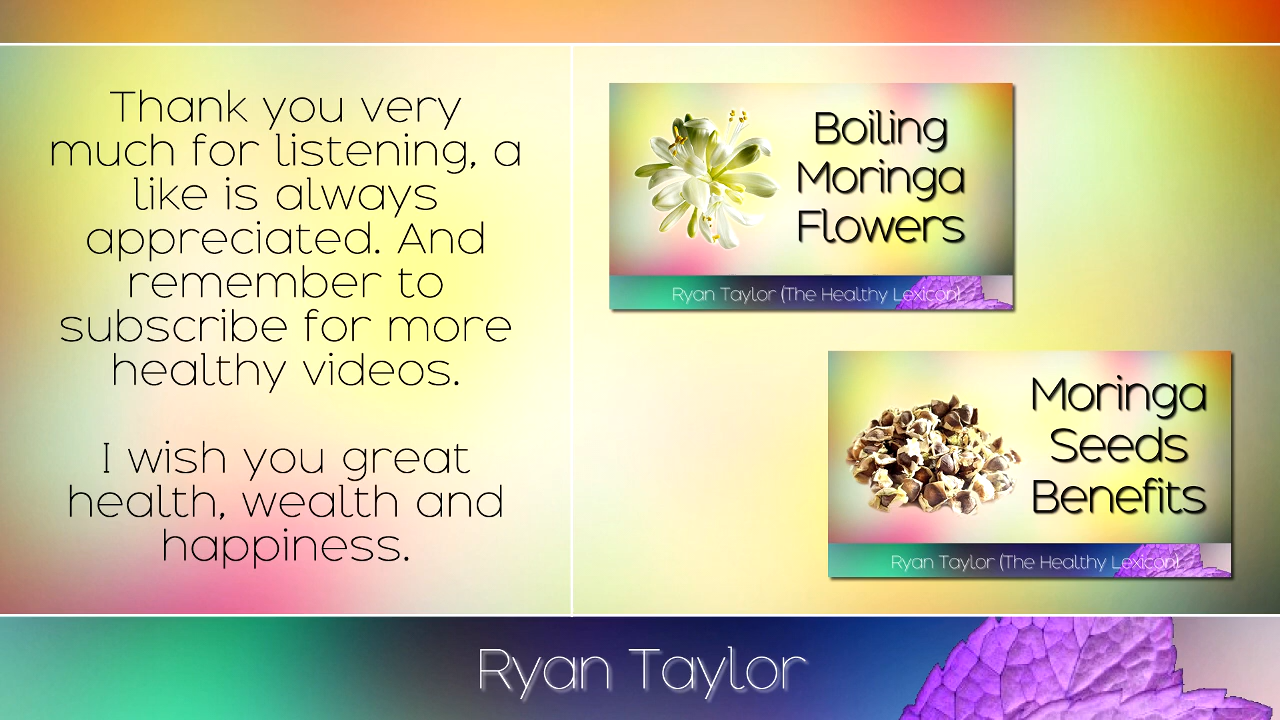 Thank you very
much for listening, a
like is always
appreciated. And
remember to
subscribe for more
healthy videos.
I wish you great
health, wealth and
happiness.
Boiling
Moringa
Flowers
Ryan Taylor (The Healthy Lexicon)
Moringa
Seeds
Benefits
Ryan Taylor (The Healthy Lexicon)
Ryan Taylor